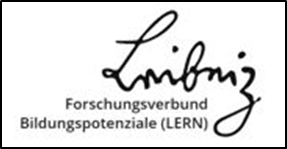 Leibniz
Forschungsverbund
Bildungspotenziale (LERN)